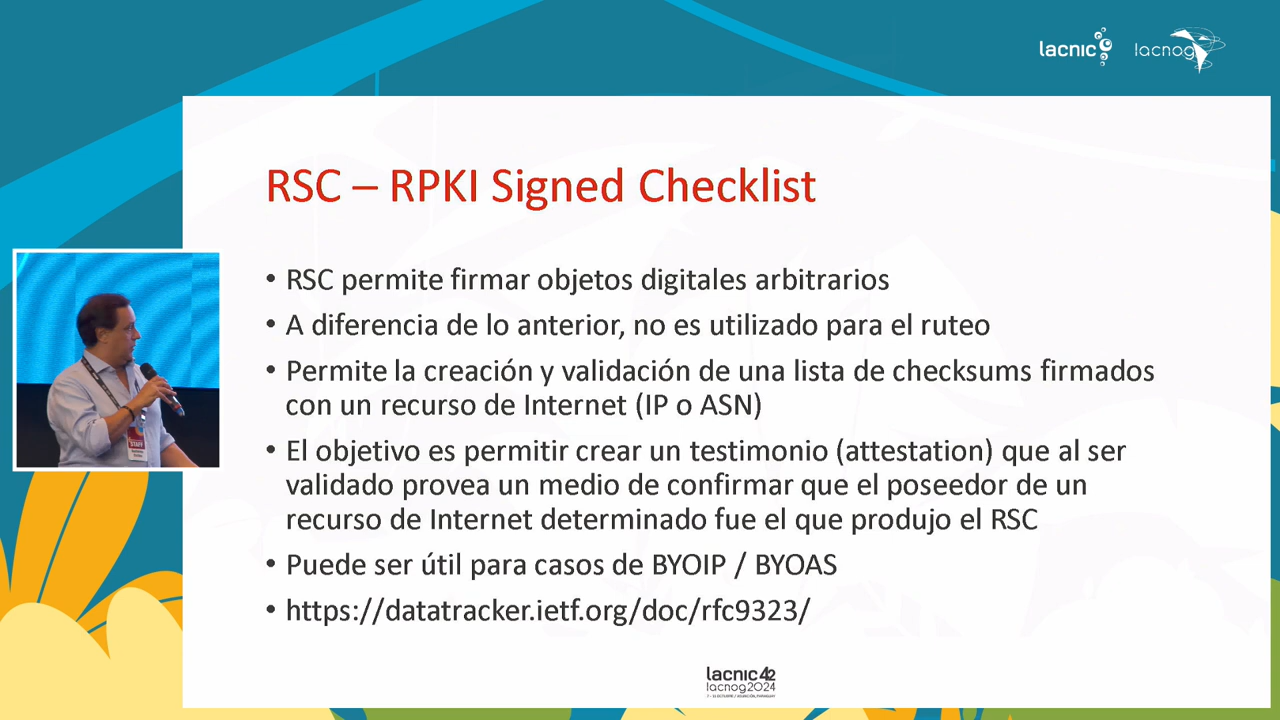 lacnic lacnog
RSC – RPKI Signed Checklist
• RSC permite firmar objetos digitales arbitrarios
• A diferencia de lo anterior, no es utilizado para el ruteo
• Permite la creación y validación de una lista de checksums firmados
con un recurso de Internet (IP o ASN)
• El objetivo es permitir crear un testimonio (attestation) que al ser
validado provea un medio de confirmar que el poseedor de un
recurso de Internet determinado fue el que produjo el RSC
• Puede ser útil para casos de BYOIP / BYOAS
• https://datatracker.ietf.org/doc/rfc9323/
STAFF
lacnic42
lacnog2024